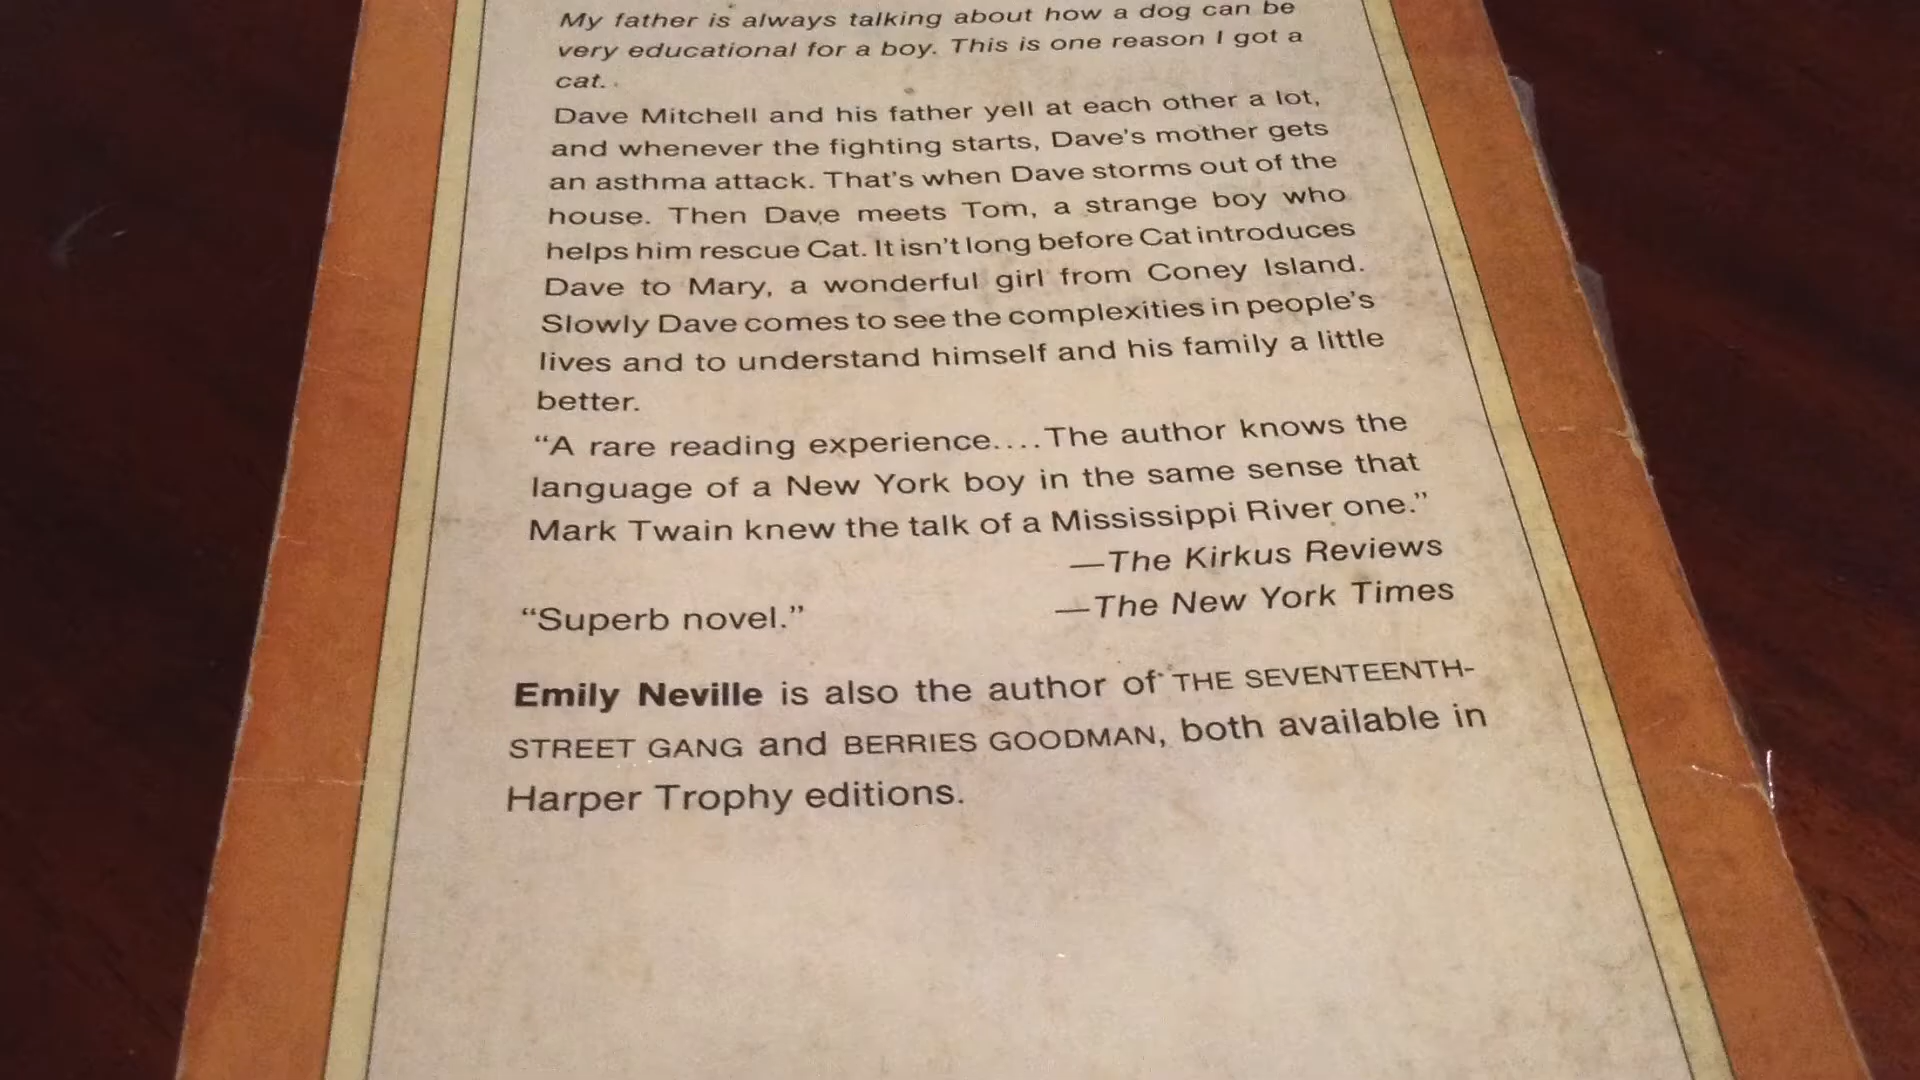 My father is always talking about how a dog can be
very educational for a boy. This is one reason I got a
cat.
Dave Mitchell and his father yell at each other a lot,
and whenever the fighting starts, Dave's mother gets
an asthma attack. That's when Dave storms out of the
house. Then Dave meets Tom, a strange boy who
helps him rescue Cat. It isn't long before Cat introduces
Dave to Mary, a wonderful girl from Coney Island.
Slowly Dave comes to see the complexities in people's
lives and to understand himself and his family a little
better.
“A rare reading experience....The author knows the
language of a New York boy in the same sense that
Mark Twain knew the talk of a Mississippi River one.”
—The Kirkus Reviews
“Superb novel.” —The New York Times
Emily Neville is also the author of THE SEVENTEENTH-
STREET GANG and BERRIES GOODMAN, both available in
Harper Trophy editions.